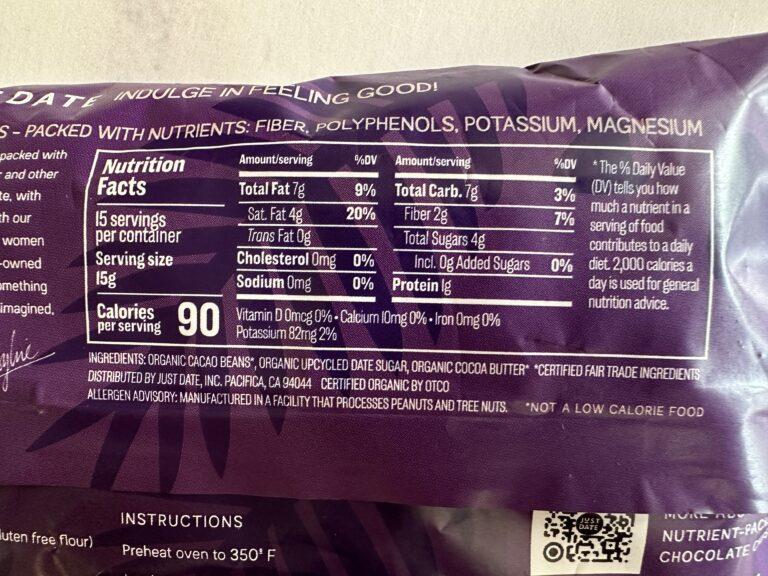 DATE INDULGE IN FEELING GOOD!
S - PACKED WITH NUTRIENTS: FIBER, POLYPHENOLS, POTASSIUM, MAGNESIUM
packed with
and other
te, with
th our
women
-owned
omething
imagined.
Nutrition
Facts
15 servings
per container
Serving size
15g
Calories
per serving 90
Amount/serving %DV
Total Fat 7g 9%
Sat. Fat 4g 20%
Trans Fat 0g
Cholesterol 0mg 0%
Sodium 0mg 0%
Amount/serving %DV
Total Carb. 7g 3%
Fiber 2g 7%
Total Sugars 4g
Incl. 0g Added Sugars 0%
Protein 1g
Vitamin D 0mcg 0% • Calcium 10mg 0% • Iron 0mg 0%
Potassium 82mg 2%
* The % Daily Value
(DV) tells you how
much a nutrient in a
serving of food
contributes to a daily
diet. 2,000 calories a
day is used for general
nutrition advice.
INGREDIENTS: ORGANIC CACAO BEANS*, ORGANIC UPCYCLED DATE SUGAR, ORGANIC COCOA BUTTER* *CERTIFIED FAIR TRADE INGREDIENTS
DISTRIBUTED BY JUST DATE, INC. PACIFICA, CA 94044 CERTIFIED ORGANIC BY OTCO
ALLERGEN ADVISORY: MANUFACTURED IN A FACILITY THAT PROCESSES PEANUTS AND TREE NUTS. *NOT A LOW CALORIE FOOD
luten free flour)
INSTRUCTIONS
Preheat oven to 350° F
JUST
DATE
MORE
NUTRIENT-PAC
CHOCOLATE